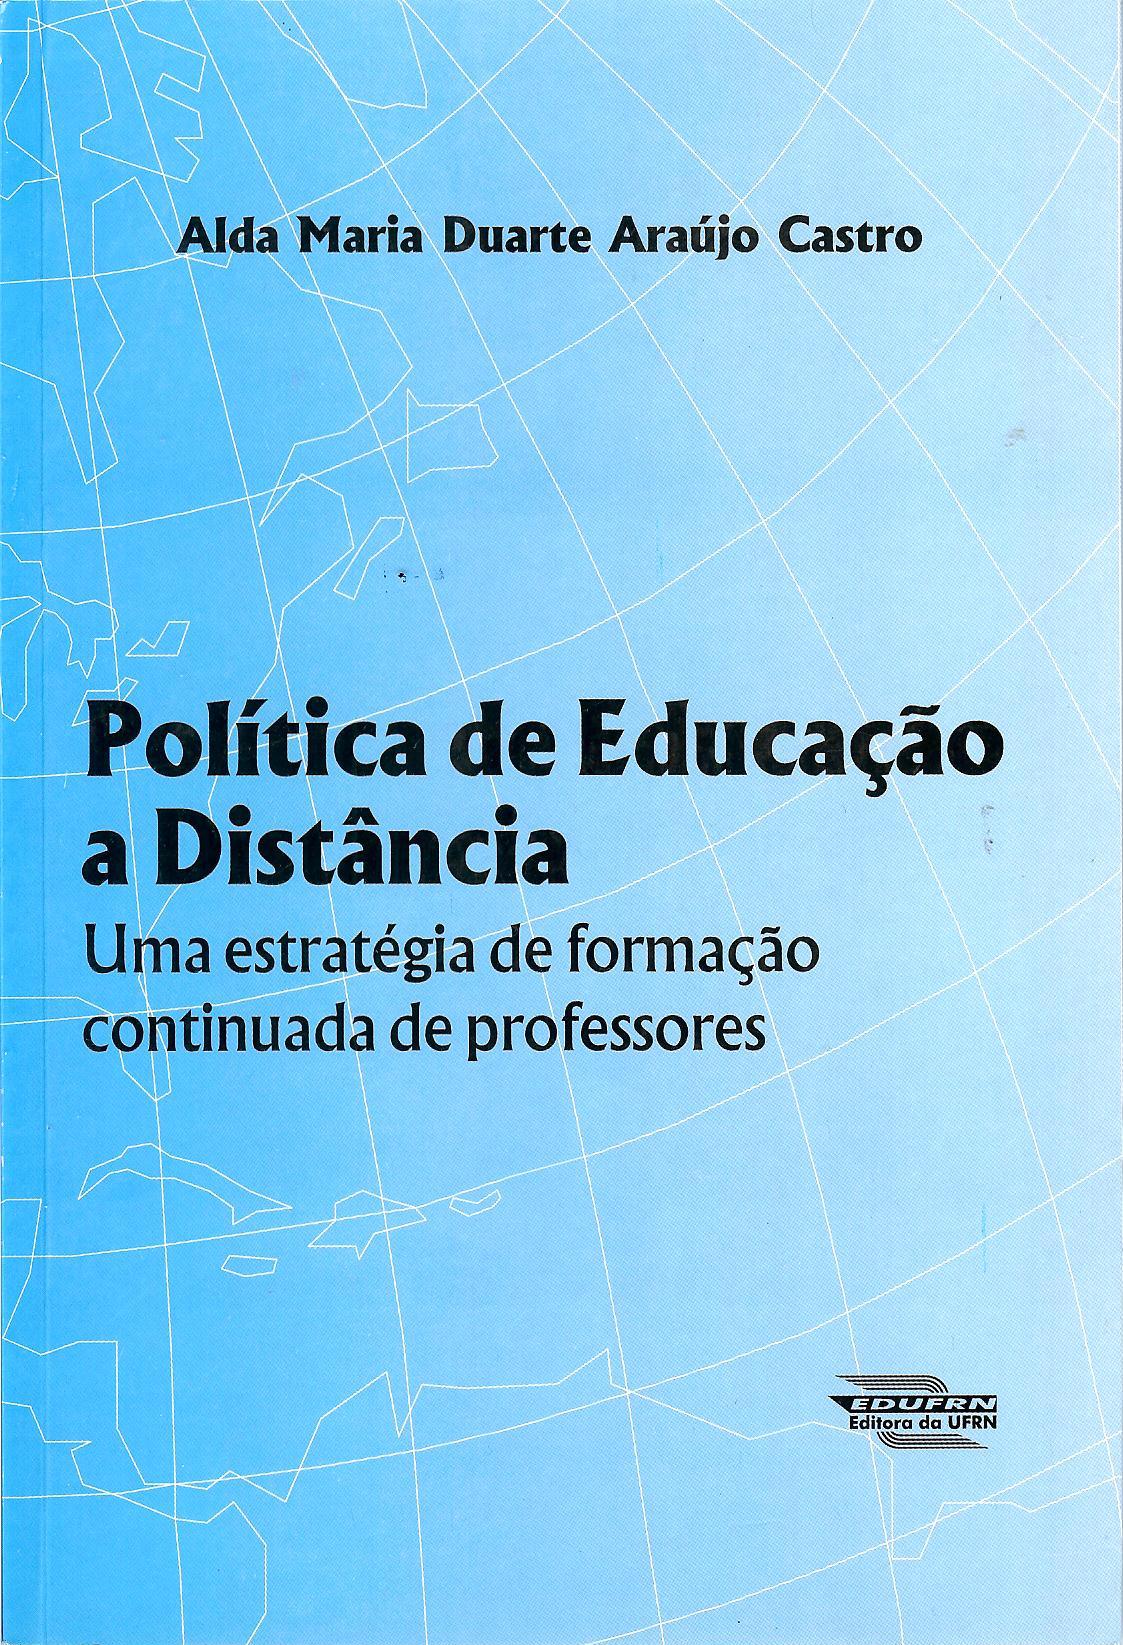 Alda Maria Duarte Araújo Castro
Política de Educação
a Distância
Uma estratégia de formação
continuada de professores
EDUFRN
Editora da UFRN